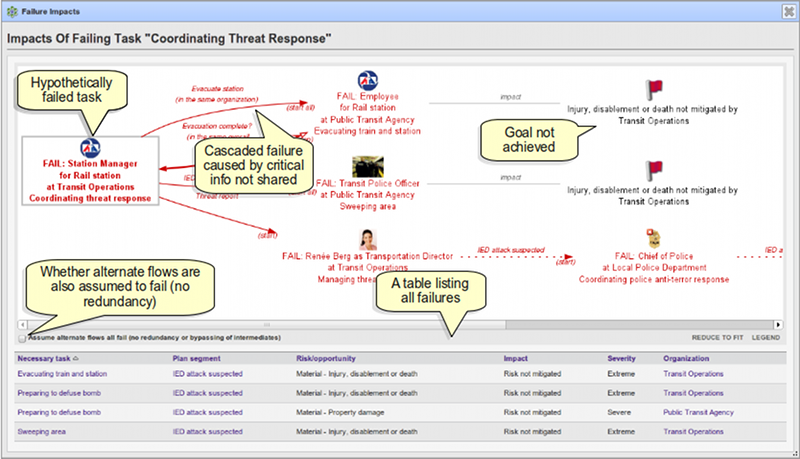 Failure Impacts
Impacts Of Failing Task "Coordinating Threat Response"
Hypothetically
failed task
Evacuate station
(in the same organization)
(start all)
FAIL: Employee
for Rail station
at Public Transit Agency
Evacuating train and station
impact
Injury, disablement or death not mitigated by
Transit Operations
Goal not
achieved
Evacuation complete?
(in the same overall
Cascaded failure
caused by critical
info not shared
FAIL: Station Manager
for Rail station
at Transit Operations
Coordinating threat response
IED
Threat report
FAIL: Transit Police Officer
at Public Transit Agency
Sweeping area
impact
Injury, disablement or death not mitigated by
Transit Operations
(start)
FAIL: Renée Berg as Transportation Director
at Transit Operations
Managing
IED attack suspected
(start)
FAIL: Chief of Police
at Local Police Department
Coordinating police anti-terror response
IED a
Whether alternate flows are
also assumed to fail (no
redundancy)
A table listing
all failures
Assume alternate flows all fail (no redundancy or bypassing of intermediates)
REDUCE TO FIT LEGEND
Necessary task Plan segment Risk/opportunity Impact Severity Organization
Evacuating train and station IED attack suspected Material - Injury, disablement or death Risk not mitigated Extreme Transit Operations
Preparing to defuse bomb IED attack suspected Material - Injury, disablement or death Risk not mitigated Extreme Transit Operations
Preparing to defuse bomb IED attack suspected Material - Property damage Risk not mitigated Severe Public Transit Agency
Sweeping area IED attack suspected Material - Injury, disablement or death Risk not mitigated Extreme Transit Operations